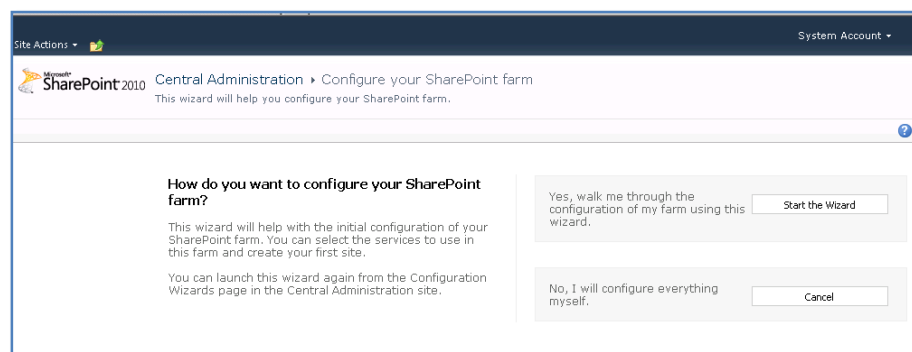 System Account
Site Actions
Microsoft SharePoint 2010
Central Administration ▸ Configure your SharePoint farm
This wizard will help you configure your SharePoint farm.
How do you want to configure your SharePoint
farm?
This wizard will help with the initial configuration of your
SharePoint farm. You can select the services to use in
this farm and create your first site.
You can launch this wizard again from the Configuration
Wizards page in the Central Administration site.
Yes, walk me through the
configuration of my farm using this
wizard.
Start the Wizard
No, I will configure everything
myself.
Cancel